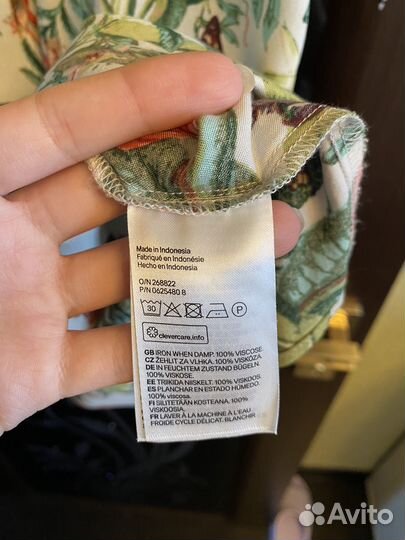 Made in Indonesia
Fabriqué en Indonésie
Hecho en Indonesia
O/N 268822
P/N 0625480 B
30 P
clevercare.info
GB IRON WHEN DAMP. 100% VISCOSE.
CZ ŽEHLIT ZA VLHKA. 100% VISKÓZA
DE IN FEUCHTEM ZUSTAND BÜGELN.
100% VISKOSE.
EE TRIIKIDA NIISKELT. 100% VISKOOS
ES PLANCHAR EN ESTADO HÚMEDO.
100% viscosa.
FI SILITETÄÄN KOSTEANA. 100%
VISKOOSIA.
FR LAVER À LA MACHINE À L'EAU
FROIDE CYCLE DÉLICAT. BLANCHIR
Avito